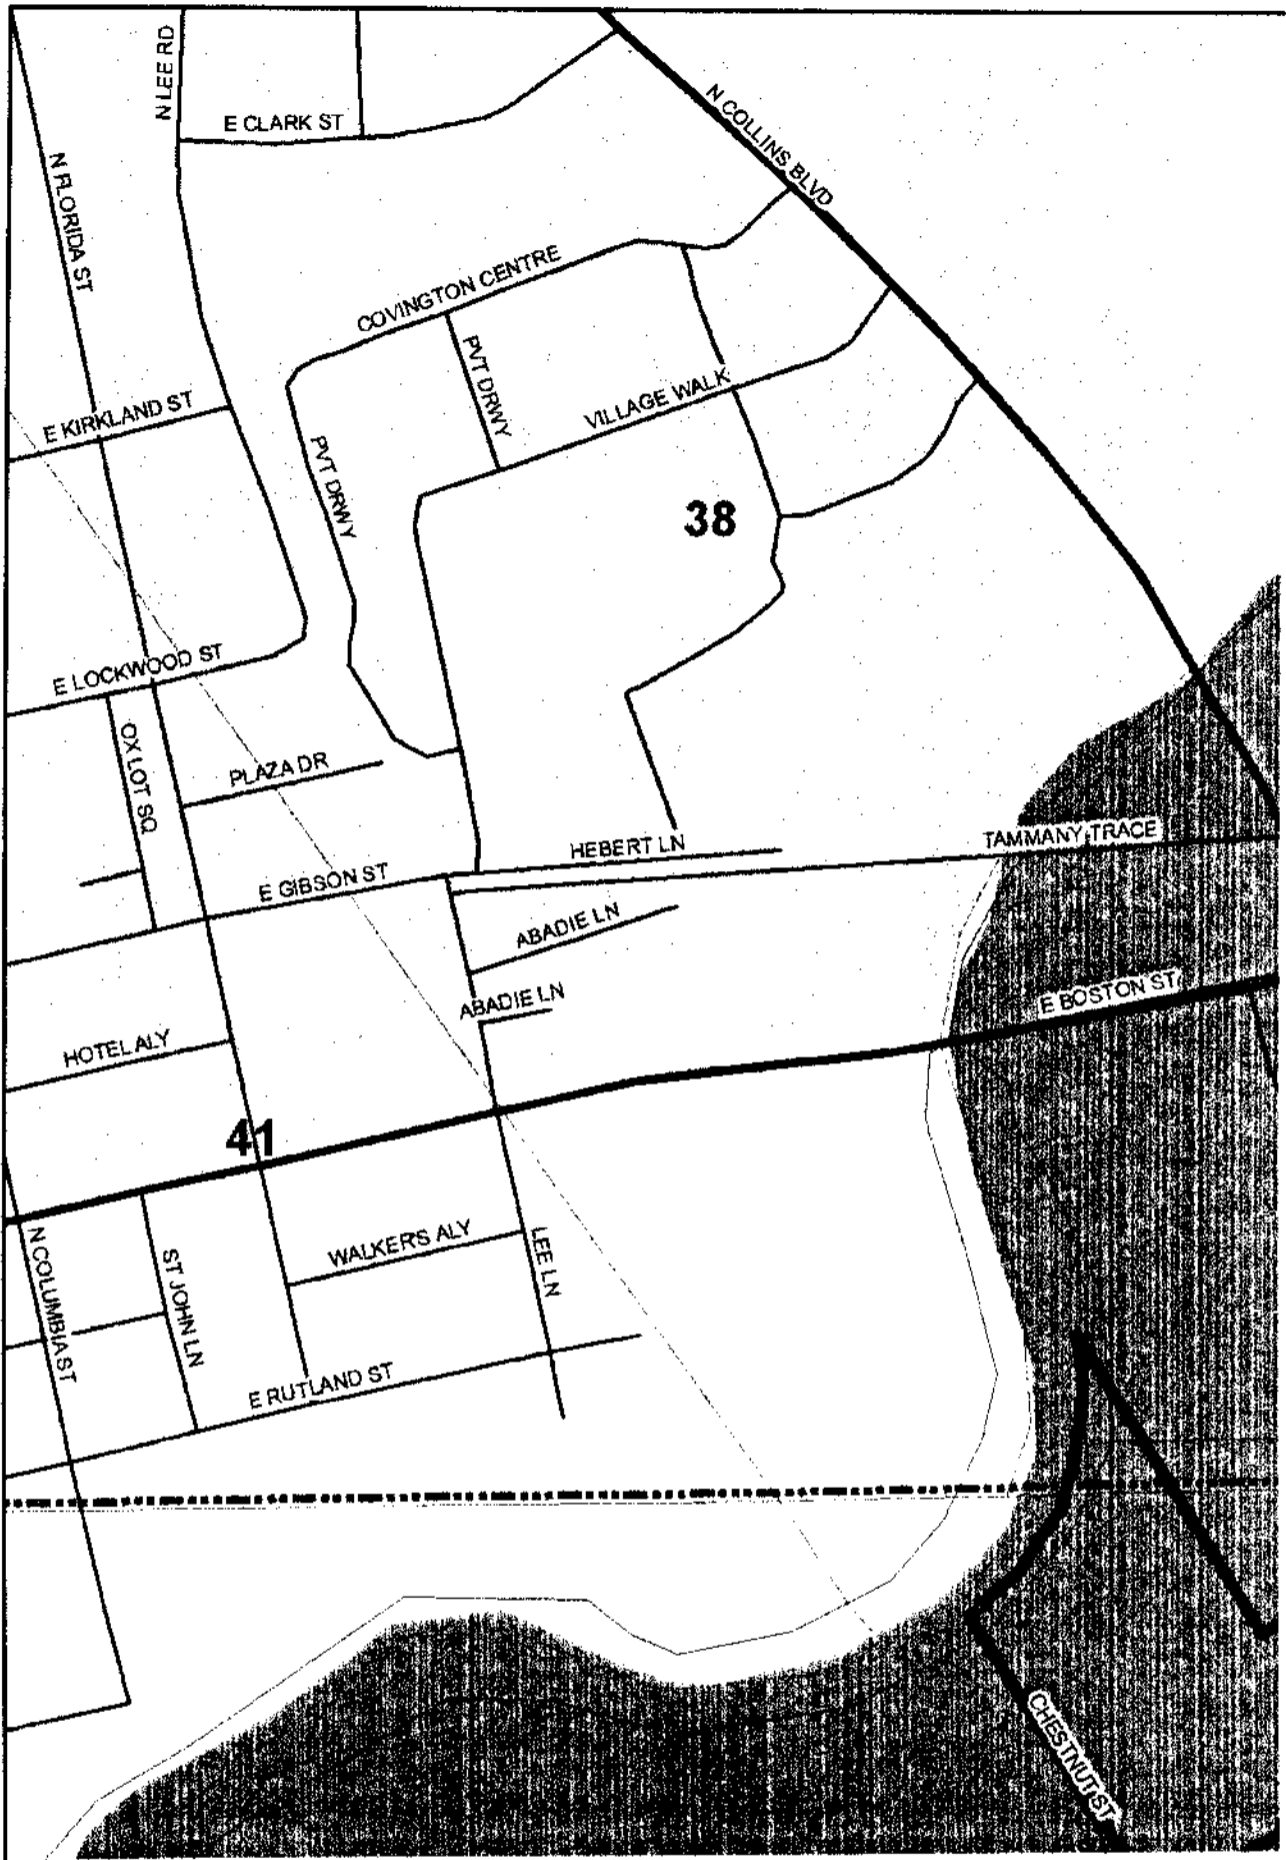 N LEE RD
E CLARK ST
N COLLINS BLVD
N FLORIDA ST
COVINGTON CENTRE
PVT DRWY
VILLAGE WALK
E KIRKLAND ST
PVT DRWY
38
E LOCKWOOD ST
OX LOT SQ
PLAZA DR
HEBERT LN
TAMMANY TRACE
E GIBSON ST
ABADIE LN
ABADIE LN
E BOSTON ST
HOTEL ALY
41
N COLUMBIA ST
ST JOHN LN
WALKER'S ALY
LEE LN
E RUTLAND ST
CHESTNUT ST